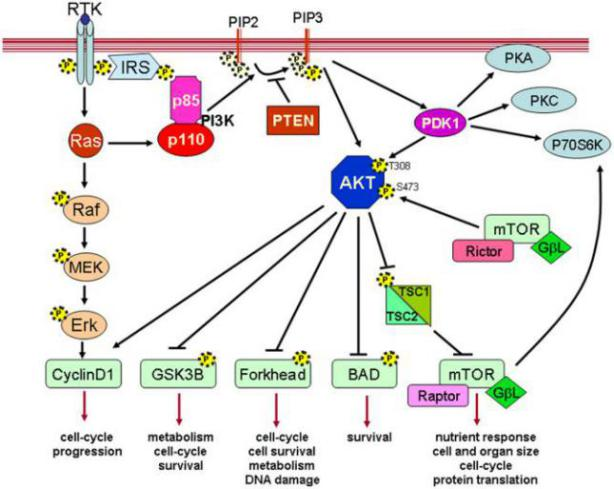 RTK
PIP2
PIP3
P
P
IRS
P
P
P
P
P
P
P
PKA
p85
PI3K
PTEN
PDK1
PKC
Ras
p110
P70S6K
P
T308
AKT
P
S473
P
Raf
mTOR
Rictor
GβL
P
MEK
P
TSC1
TSC2
P
Erk
P
P
P
CyclinD1
GSK3B
Forkhead
BAD
mTOR
Raptor
GβL
cell-cycle
progression
metabolism
cell-cycle
survival
cell-cycle
cell survival
metabolism
DNA damage
survival
nutrient response
cell and organ size
cell-cycle
protein translation